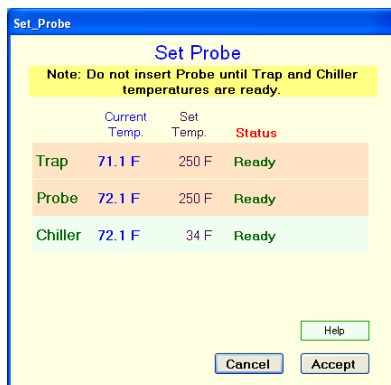 Set_Probe
Set Probe
Note: Do not insert Probe until Trap and Chiller
temperatures are ready.
Current Set
Temp. Temp. Status
Trap 71.1 F 250 F Ready
Probe 72.1 F 250 F Ready
Chiller 72.1 F 34 F Ready
Help
Cancel Accept